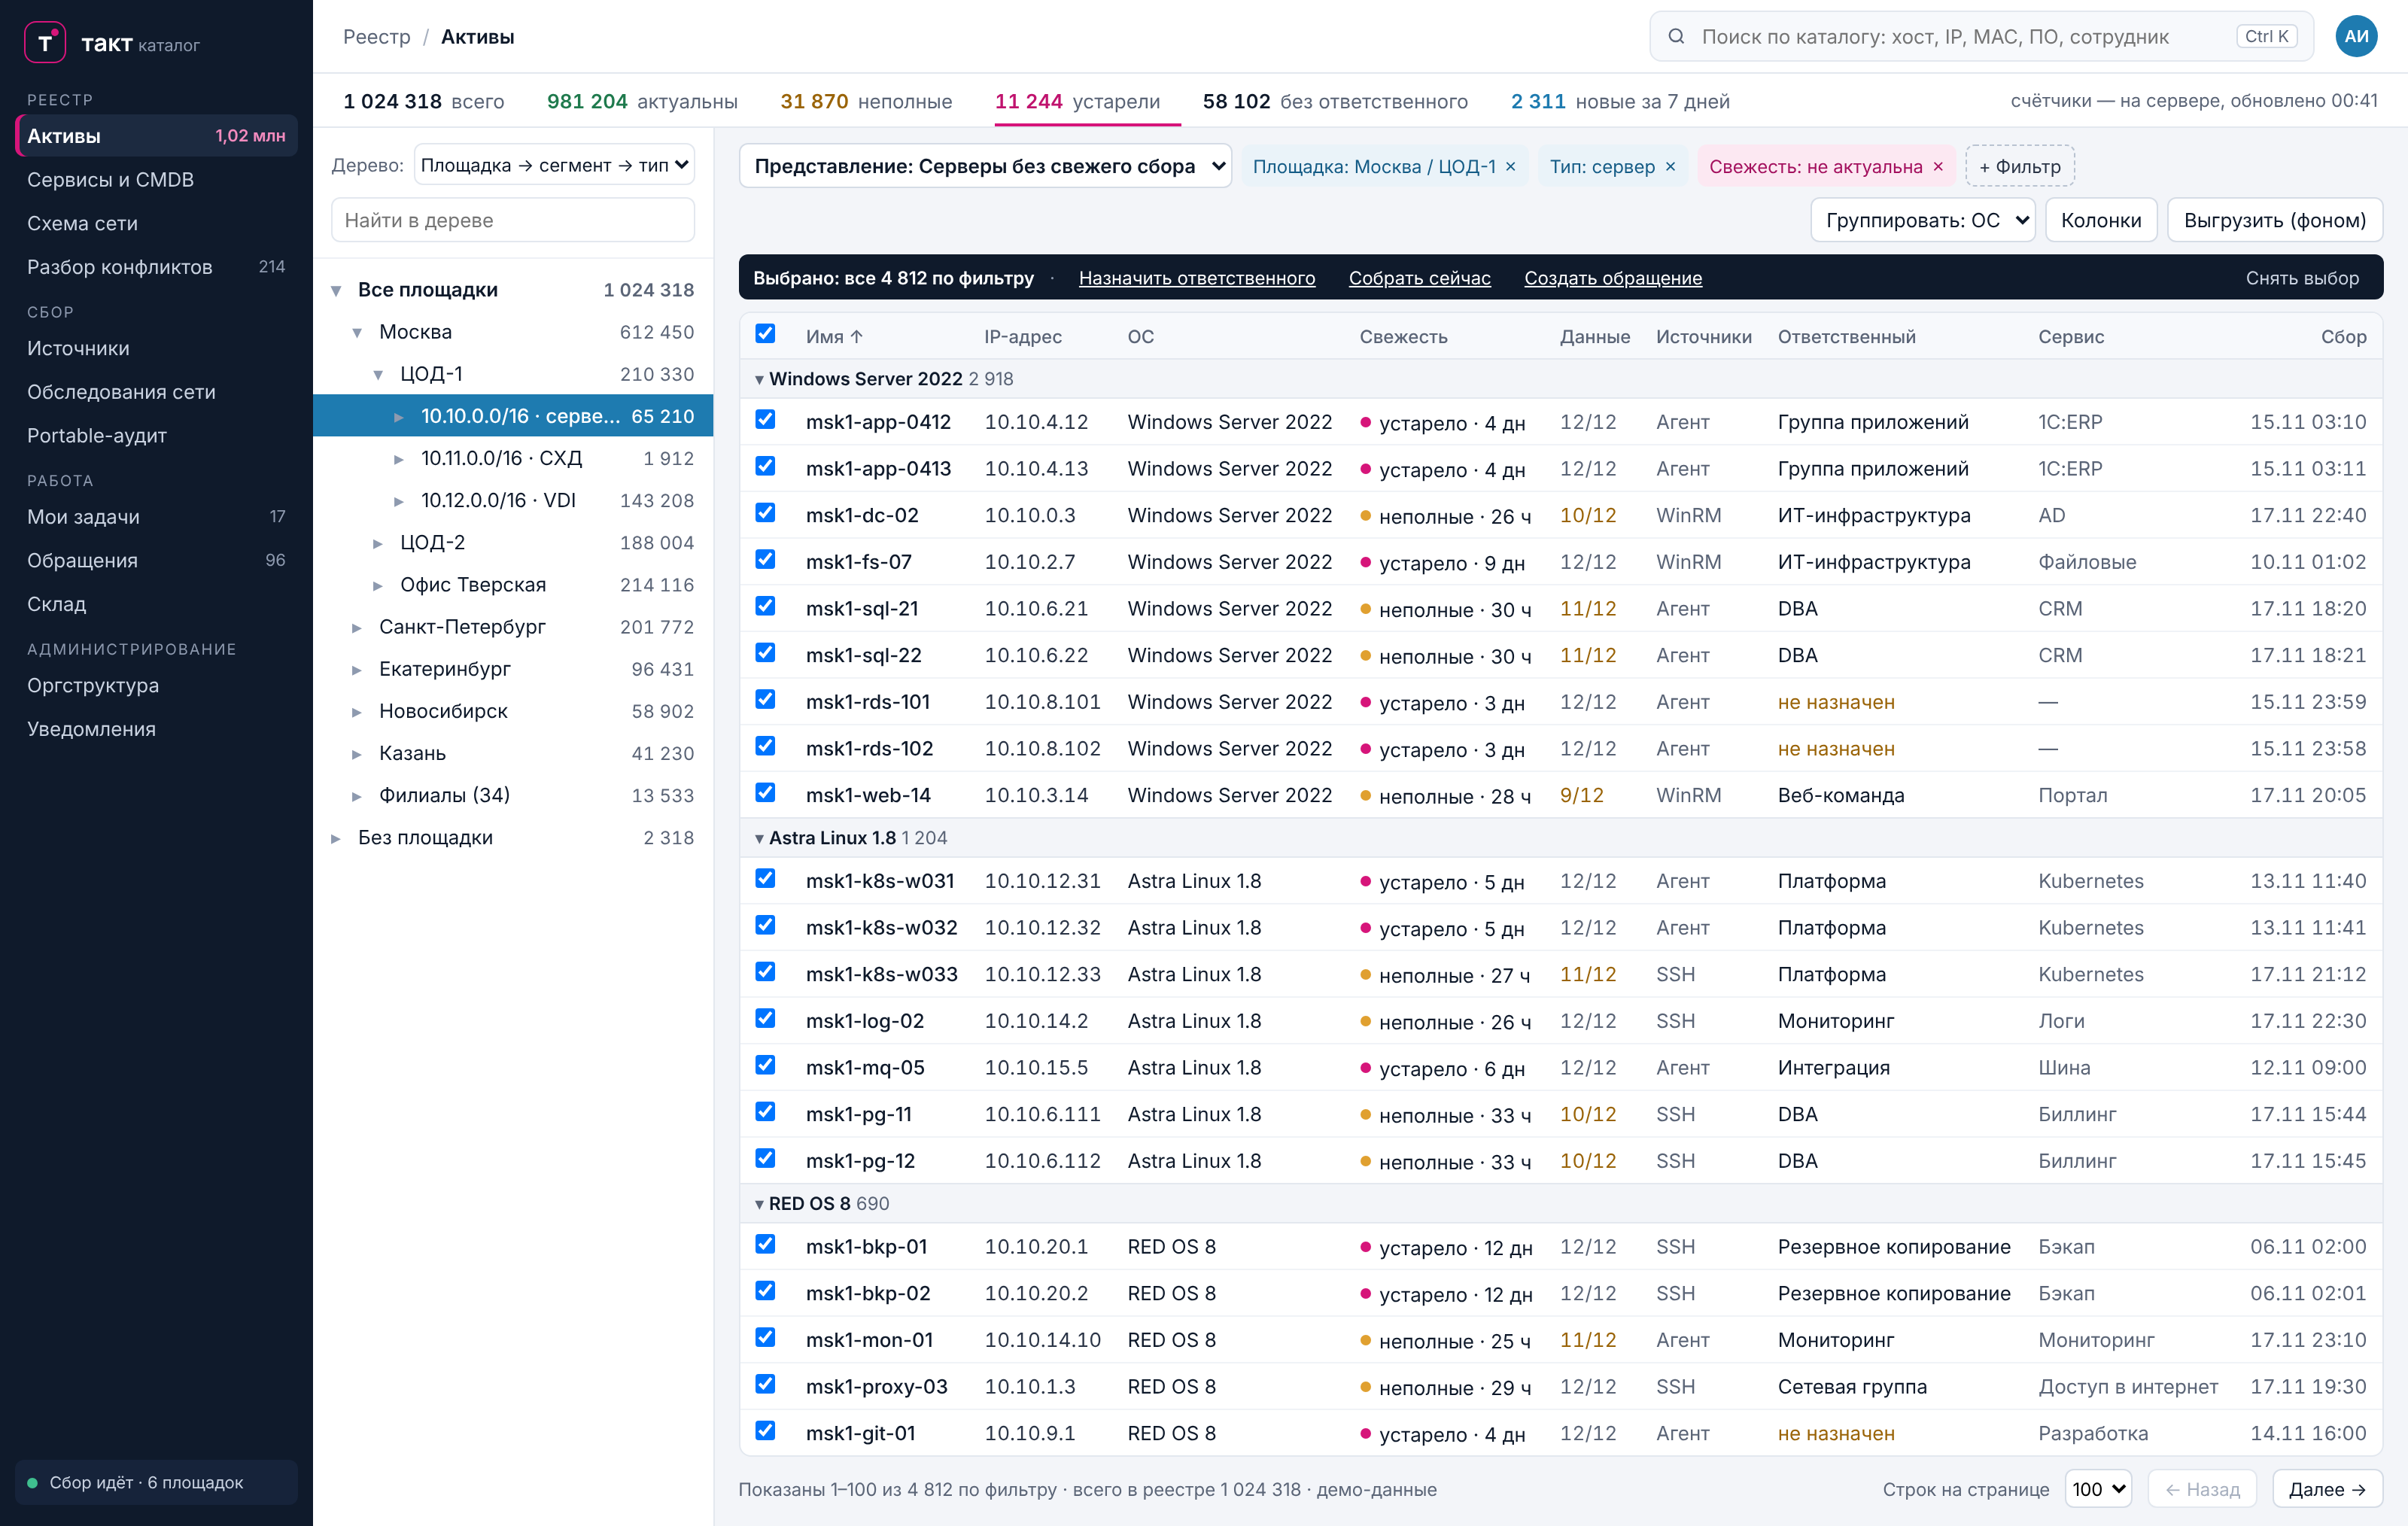 такт каталог
РЕЕСТР
Активы 1,02 млн
Сервисы и CMDB
Схема сети
Разбор конфликтов 214
СБОР
Источники
Обследования сети
Portable-аудит
РАБОТА
Мои задачи 17
Обращения 96
Склад
АДМИНИСТРИРОВАНИЕ
Оргструктура
Уведомления
Сбор идёт · 6 площадок
Реестр / Активы
Поиск по каталогу: хост, IP, MAC, ПО, сотрудник Ctrl K
АИ
1 024 318 всего 981 204 актуальны 31 870 неполные 11 244 устарели 58 102 без ответственного 2 311 новые за 7 дней
счётчики — на сервере, обновлено 00:41
Дерево: Площадка → сегмент → тип
Найти в дереве
▼ Все площадки 1 024 318
▼ Москва 612 450
▼ ЦОД-1 210 330
▶ 10.10.0.0/16 · серве… 65 210
▶ 10.11.0.0/16 · СХД 1 912
▶ 10.12.0.0/16 · VDI 143 208
▶ ЦОД-2 188 004
▶ Офис Тверская 214 116
▶ Санкт-Петербург 201 772
▶ Екатеринбург 96 431
▶ Новосибирск 58 902
▶ Казань 41 230
▶ Филиалы (34) 13 533
▶ Без площадки 2 318
Представление: Серверы без свежего сбора Площадка: Москва / ЦОД-1 × Тип: сервер × Свежесть: не актуальна × + Фильтр
Группировать: ОС Колонки Выгрузить (фоном)
Выбрано: все 4 812 по фильтру · Назначить ответственного Собрать сейчас Создать обращение Снять выбор
Имя ↑ IP-адрес ОС Свежесть Данные Источники Ответственный Сервис Сбор
▾ Windows Server 2022 2 918
msk1-app-0412 10.10.4.12 Windows Server 2022 устарело · 4 дн 12/12 Агент Группа приложений 1С:ERP 15.11 03:10
msk1-app-0413 10.10.4.13 Windows Server 2022 устарело · 4 дн 12/12 Агент Группа приложений 1С:ERP 15.11 03:11
msk1-dc-02 10.10.0.3 Windows Server 2022 неполные · 26 ч 10/12 WinRM ИТ-инфраструктура AD 17.11 22:40
msk1-fs-07 10.10.2.7 Windows Server 2022 устарело · 9 дн 12/12 WinRM ИТ-инфраструктура Файловые 10.11 01:02
msk1-sql-21 10.10.6.21 Windows Server 2022 неполные · 30 ч 11/12 Агент DBA CRM 17.11 18:20
msk1-sql-22 10.10.6.22 Windows Server 2022 неполные · 30 ч 11/12 Агент DBA CRM 17.11 18:21
msk1-rds-101 10.10.8.101 Windows Server 2022 устарело · 3 дн 12/12 Агент не назначен — 15.11 23:59
msk1-rds-102 10.10.8.102 Windows Server 2022 устарело · 3 дн 12/12 Агент не назначен — 15.11 23:58
msk1-web-14 10.10.3.14 Windows Server 2022 неполные · 28 ч 9/12 WinRM Веб-команда Портал 17.11 20:05
▾ Astra Linux 1.8 1 204
msk1-k8s-w031 10.10.12.31 Astra Linux 1.8 устарело · 5 дн 12/12 Агент Платформа Kubernetes 13.11 11:40
msk1-k8s-w032 10.10.12.32 Astra Linux 1.8 устарело · 5 дн 12/12 Агент Платформа Kubernetes 13.11 11:41
msk1-k8s-w033 10.10.12.33 Astra Linux 1.8 неполные · 27 ч 11/12 SSH Платформа Kubernetes 17.11 21:12
msk1-log-02 10.10.14.2 Astra Linux 1.8 неполные · 26 ч 12/12 SSH Мониторинг Логи 17.11 22:30
msk1-mq-05 10.10.15.5 Astra Linux 1.8 устарело · 6 дн 12/12 Агент Интеграция Шина 12.11 09:00
msk1-pg-11 10.10.6.111 Astra Linux 1.8 неполные · 33 ч 10/12 SSH DBA Биллинг 17.11 15:44
msk1-pg-12 10.10.6.112 Astra Linux 1.8 неполные · 33 ч 10/12 SSH DBA Биллинг 17.11 15:45
▾ RED OS 8 690
msk1-bkp-01 10.10.20.1 RED OS 8 устарело · 12 дн 12/12 SSH Резервное копирование Бэкап 06.11 02:00
msk1-bkp-02 10.10.20.2 RED OS 8 устарело · 12 дн 12/12 SSH Резервное копирование Бэкап 06.11 02:01
msk1-mon-01 10.10.14.10 RED OS 8 неполные · 25 ч 11/12 Агент Мониторинг Мониторинг 17.11 23:10
msk1-proxy-03 10.10.1.3 RED OS 8 неполные · 29 ч 12/12 SSH Сетевая группа Доступ в интернет 17.11 19:30
msk1-git-01 10.10.9.1 RED OS 8 устарело · 4 дн 12/12 Агент не назначен Разработка 14.11 16:00
Показаны 1–100 из 4 812 по фильтру · всего в реестре 1 024 318 · демо-данные
Строк на странице 100 ← Назад Далее →